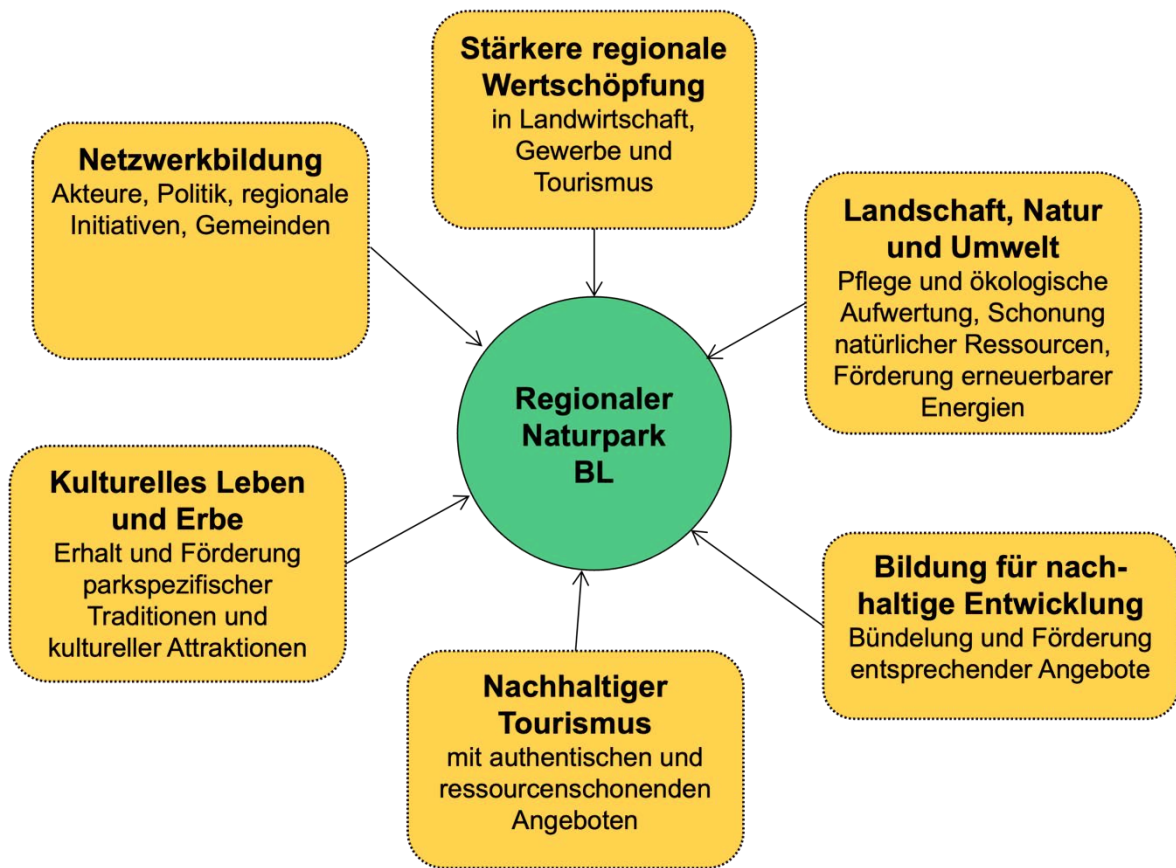 Stärkere regionale
Wertschöpfung
in Landwirtschaft,
Gewerbe und
Tourismus
Netzwerkbildung
Akteure, Politik, regionale
Initiativen, Gemeinden
Landschaft, Natur
und Umwelt
Pflege und ökologische
Aufwertung, Schonung
natürlicher Ressourcen,
Förderung erneuerbarer
Energien
Regionaler
Naturpark
BL
Kulturelles Leben
und Erbe
Erhalt und Förderung
parkspezifischer
Traditionen und
kultureller Attraktionen
Bildung für nach-
haltige Entwicklung
Bündelung und Förderung
entsprechender Angebote
Nachhaltiger
Tourismus
mit authentischen und
ressourcenschonenden
Angeboten